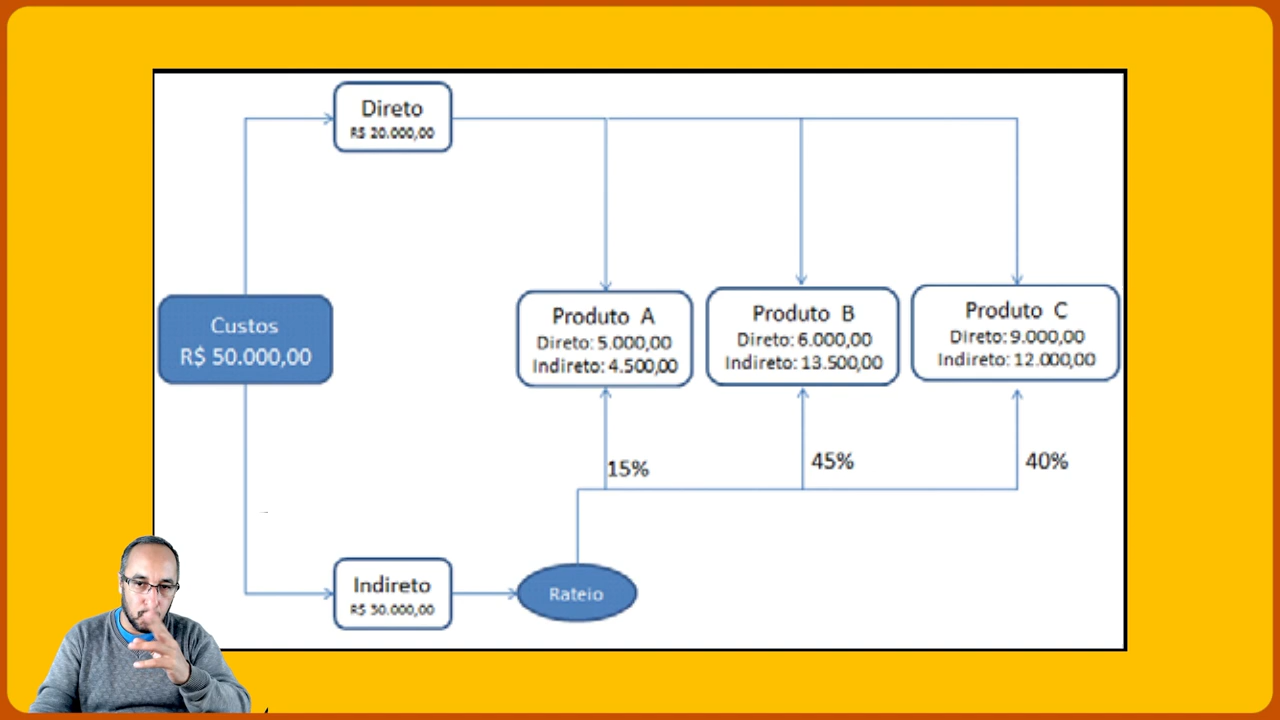 Direto
R$ 20.000,00
Custos
R$ 50.000,00
Produto A
Direto: 5.000,00
Indireto: 4.500,00
Produto B
Direto: 6.000,00
Indireto: 13.500,00
Produto C
Direto: 9.000,00
Indireto: 12.000,00
15%
45%
40%
Indireto
R$ 30.000,00
Rateio